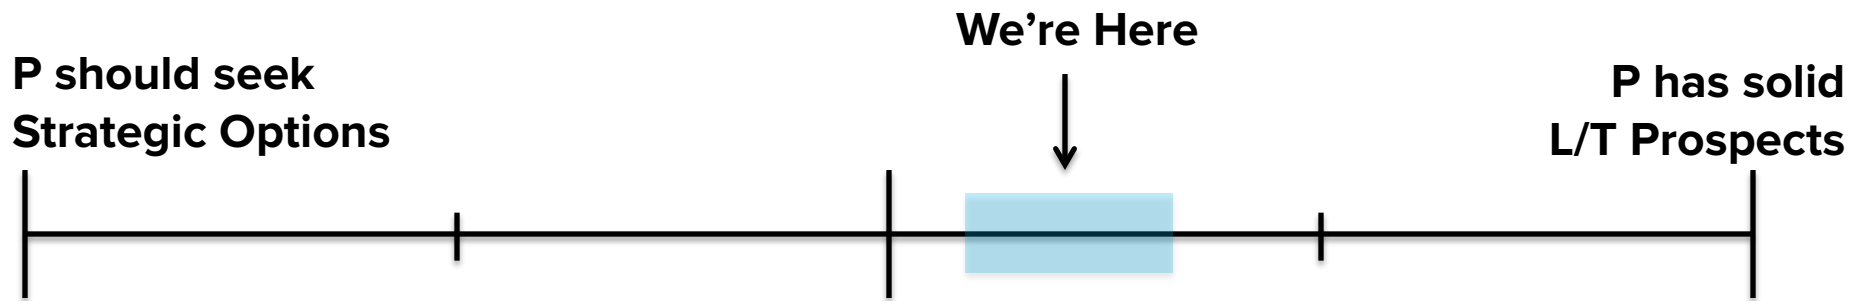 We’re Here
P should seek
Strategic Options
P has solid
L/T Prospects